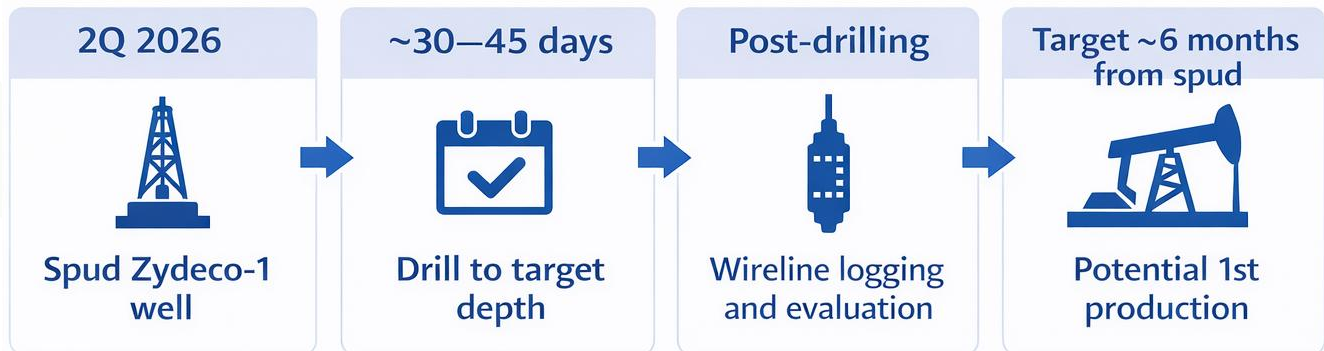 2Q 2026
Spud Zydeco-1
well
~30—45 days
Drill to target
depth
Post-drilling
Wireline logging
and evaluation
Target ~6 months
from spud
Potential 1st
production